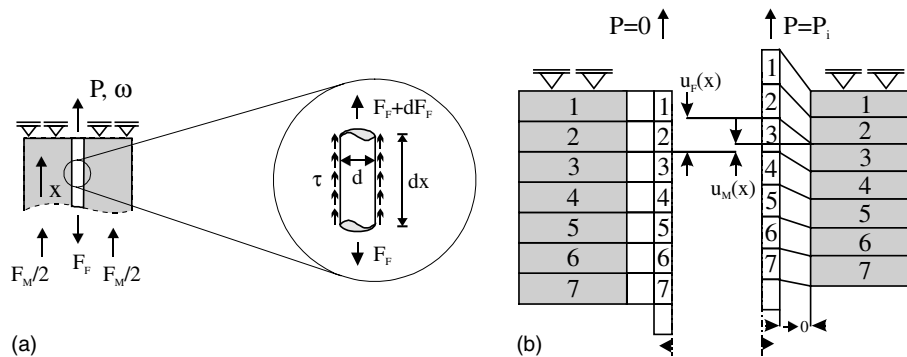 P, ω
x
F_M/2
F_F
F_M/2
F_F+dF_F
τ
d
dx
F_F
(a)
P=0
P=P_i
u_F(x)
u_M(x)
1 1 1 1
2 2 2 2
3 3 3 3
4 4 4 4
5 5 5 5
6 6 6 6
7 7 7 7
0
(b)